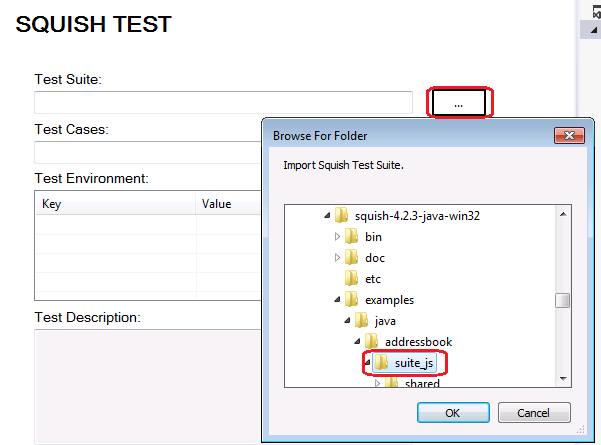 SQUISH TEST
Test Suite:
...
Test Cases:
Test Environment:
Key Value
Test Description:
Browse For Folder
Import Squish Test Suite.
squish-4.2.3-java-win32
bin
doc
etc
examples
java
addressbook
suite_js
shared
OK Cancel